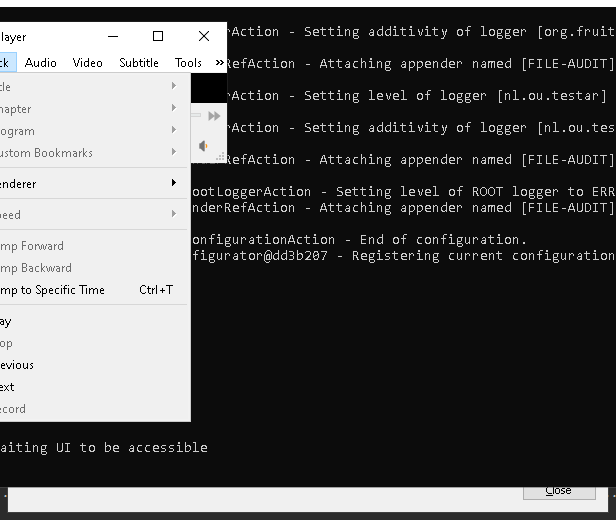 layer
ck Audio Video Subtitle Tools »
tle
hapter
ogram
ustom Bookmarks
enderer
peed
mp Forward
mp Backward
mp to Specific Time Ctrl+T
ay
op
evious
ext
ecord
rAction - Setting additivity of logger [org.fruit
RefAction - Attaching appender named [FILE-AUDIT]
rAction - Setting level of logger [nl.ou.testar]
rAction - Setting additivity of logger [nl.ou.tes
RefAction - Attaching appender named [FILE-AUDIT]
ootLoggerAction - Setting level of ROOT logger to ERR
nderRefAction - Attaching appender named [FILE-AUDIT]
onfigurationAction - End of configuration.
figurator@dd3b207 - Registering current configuration
aiting UI to be accessible
Close